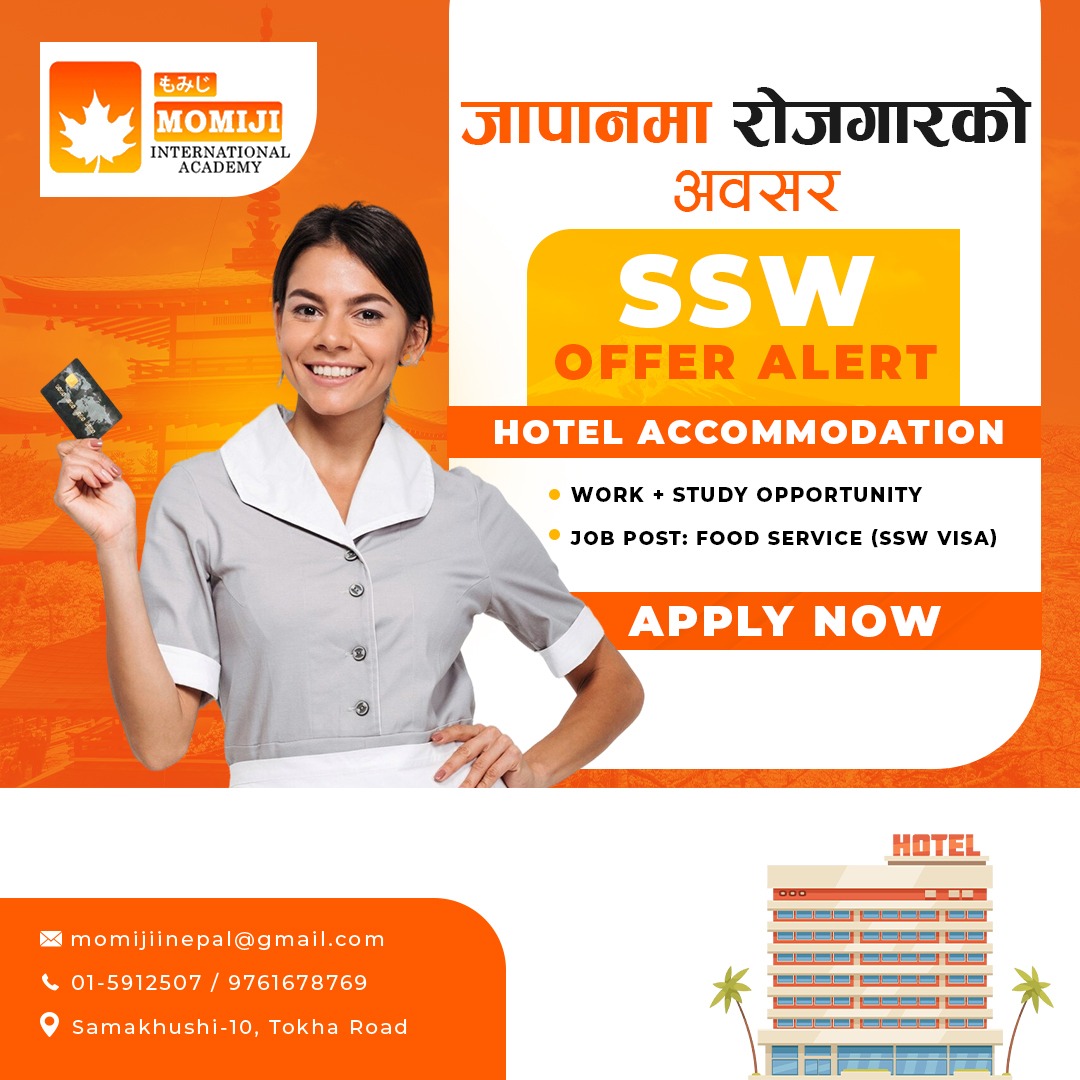 もみじ
MOMIJI
INTERNATIONAL
ACADEMY
जापानमा रोजगारको
अवसर
SSW
OFFER ALERT
HOTEL ACCOMMODATION
WORK + STUDY OPPORTUNITY
JOB POST: FOOD SERVICE (SSW VISA)
APPLY NOW
HOTEL
momijiinepal@gmail.com
01-5912507 / 9761678769
Samakhushi-10, Tokha Road